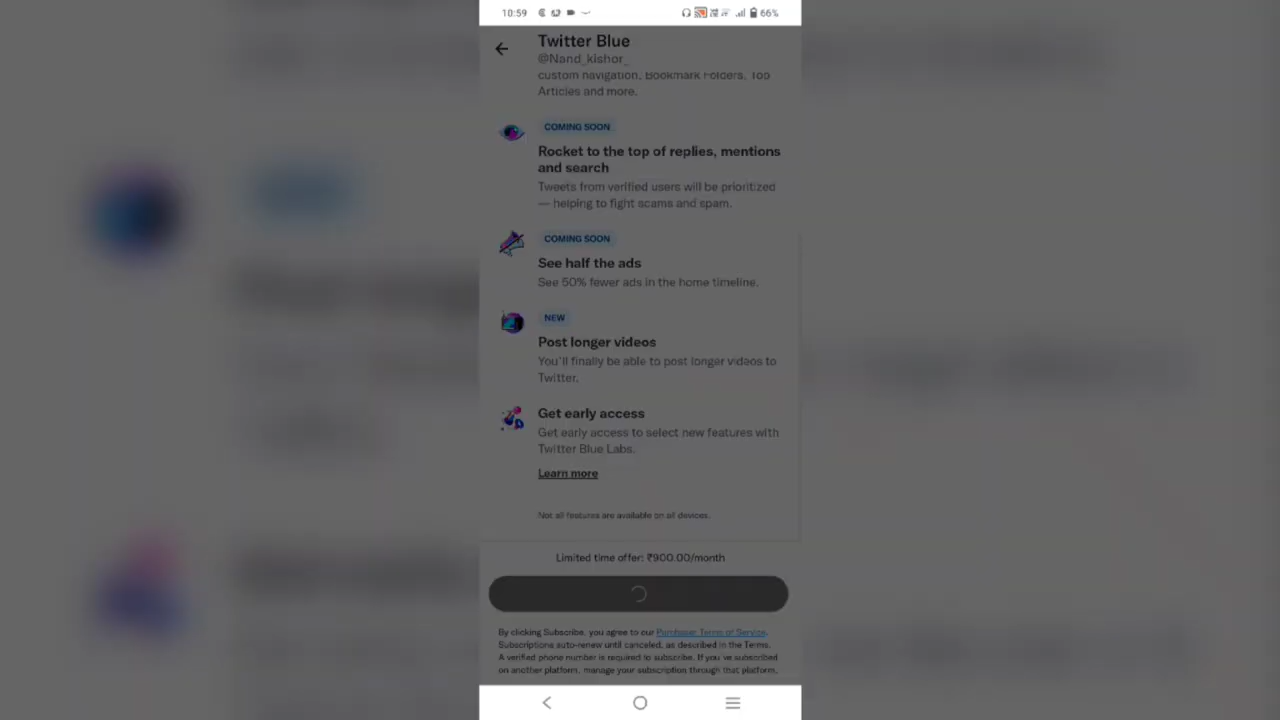 10:59
66%
Twitter Blue
@Nand_kishor_
custom navigation, Bookmark Folders, Top
Articles and more.
COMING SOON
Rocket to the top of replies, mentions
and search
Tweets from verified users will be prioritized
— helping to fight scams and spam.
COMING SOON
See half the ads
See 50% fewer ads in the home timeline.
NEW
Post longer videos
You'll finally be able to post longer videos to
Twitter.
Get early access
Get early access to select new features with
Twitter Blue Labs.
Learn more
Not all features are available on all devices.
Limited time offer: ₹900.00/month
By clicking Subscribe, you agree to our Purchaser Terms of Service.
Subscriptions auto-renew until canceled, as described in the Terms.
A verified phone number is required to subscribe. If you've subscribed
on another platform, manage your subscription through that platform.